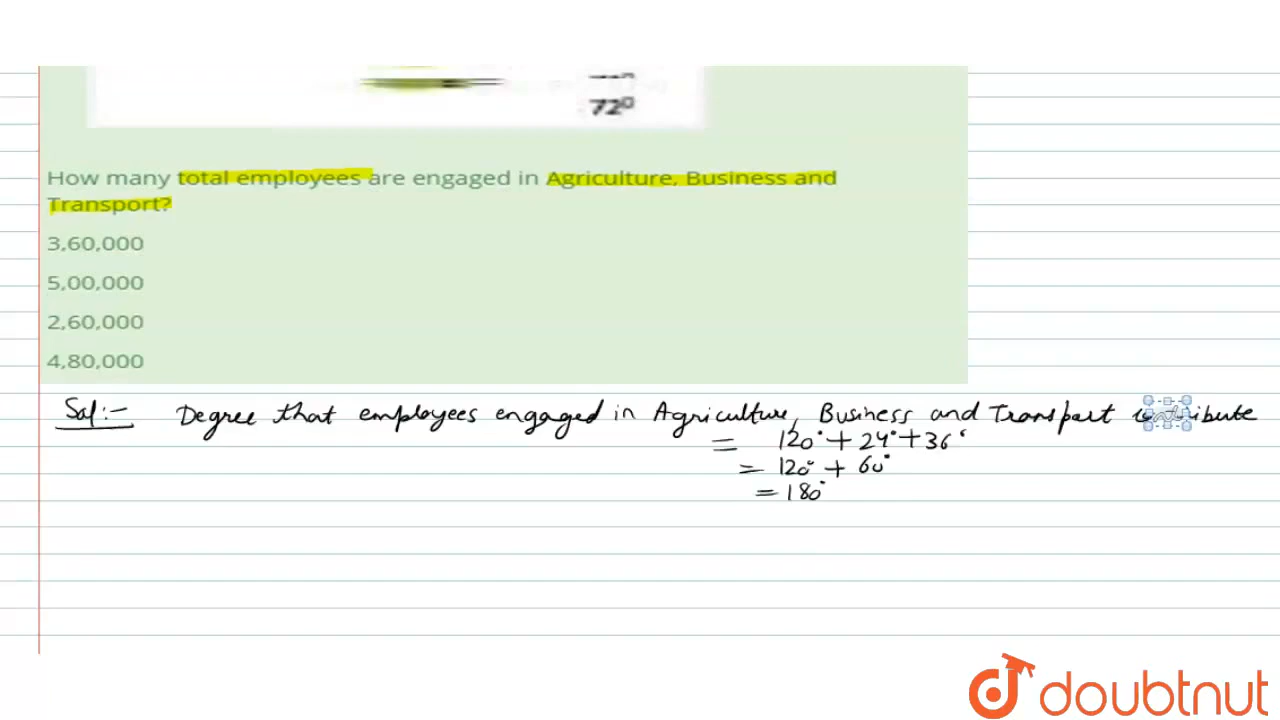 72⁰
How many total employees are engaged in Agriculture, Business and
Transport?
3,60,000
5,00,000
2,60,000
4,80,000
Sol:- Degree that employees engaged in Agriculture, Business and Transport contribute
= 120° + 24° + 36°
= 120° + 60°
= 180°
doubtnut